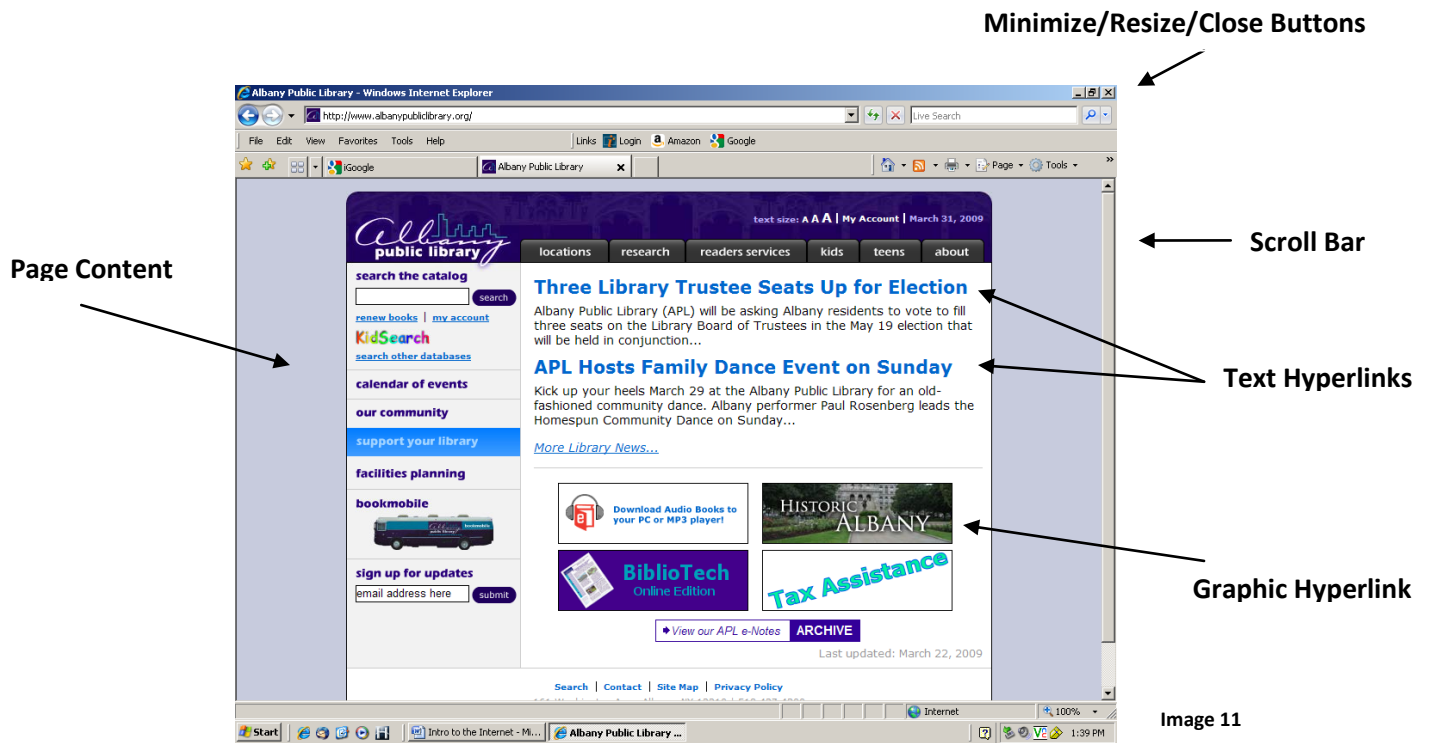 Minimize/Resize/Close Buttons
Albany Public Library - Windows Internet Explorer
http://www.albanypubliclibrary.org/
Live Search
File Edit View Favorites Tools Help
Links Login Amazon Google
iGoogle
Albany Public Library
Page Tools
text size: A A A | My Account | March 31, 2009
albany
public library
locations research readers services kids teens about
Scroll Bar
Page Content
search the catalog
search
renew books | my account
KidSearch
search other databases
calendar of events
our community
support your library
facilities planning
bookmobile
sign up for updates
email address here submit
Three Library Trustee Seats Up for Election
Albany Public Library (APL) will be asking Albany residents to vote to fill
three seats on the Library Board of Trustees in the May 19 election that
will be held in conjunction...
APL Hosts Family Dance Event on Sunday
Kick up your heels March 29 at the Albany Public Library for an old-
fashioned community dance. Albany performer Paul Rosenberg leads the
Homespun Community Dance on Sunday...
More Library News...
Text Hyperlinks
Download Audio Books to
your PC or MP3 player!
HISTORIC
ALBANY
BiblioTech
Online Edition
Tax Assistance
Graphic Hyperlink
View our APL e-Notes ARCHIVE
Last updated: March 22, 2009
Search | Contact | Site Map | Privacy Policy
Internet
100%
Start
Intro to the Internet - Mi...
Albany Public Library ...
1:39 PM
Image 11